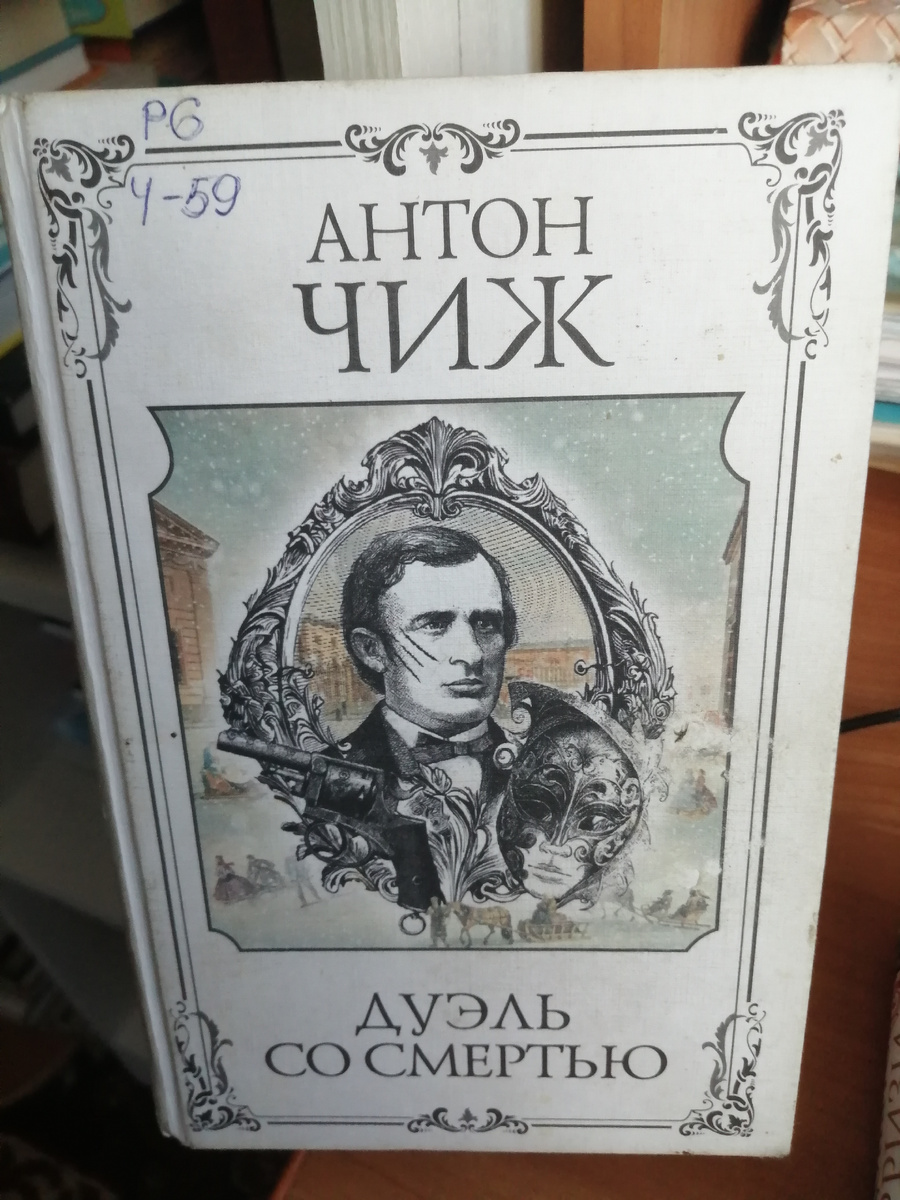 Р6
Ч-59
АНТОН
ЧИЖ
ДУЭЛЬ
СО СМЕРТЬЮ